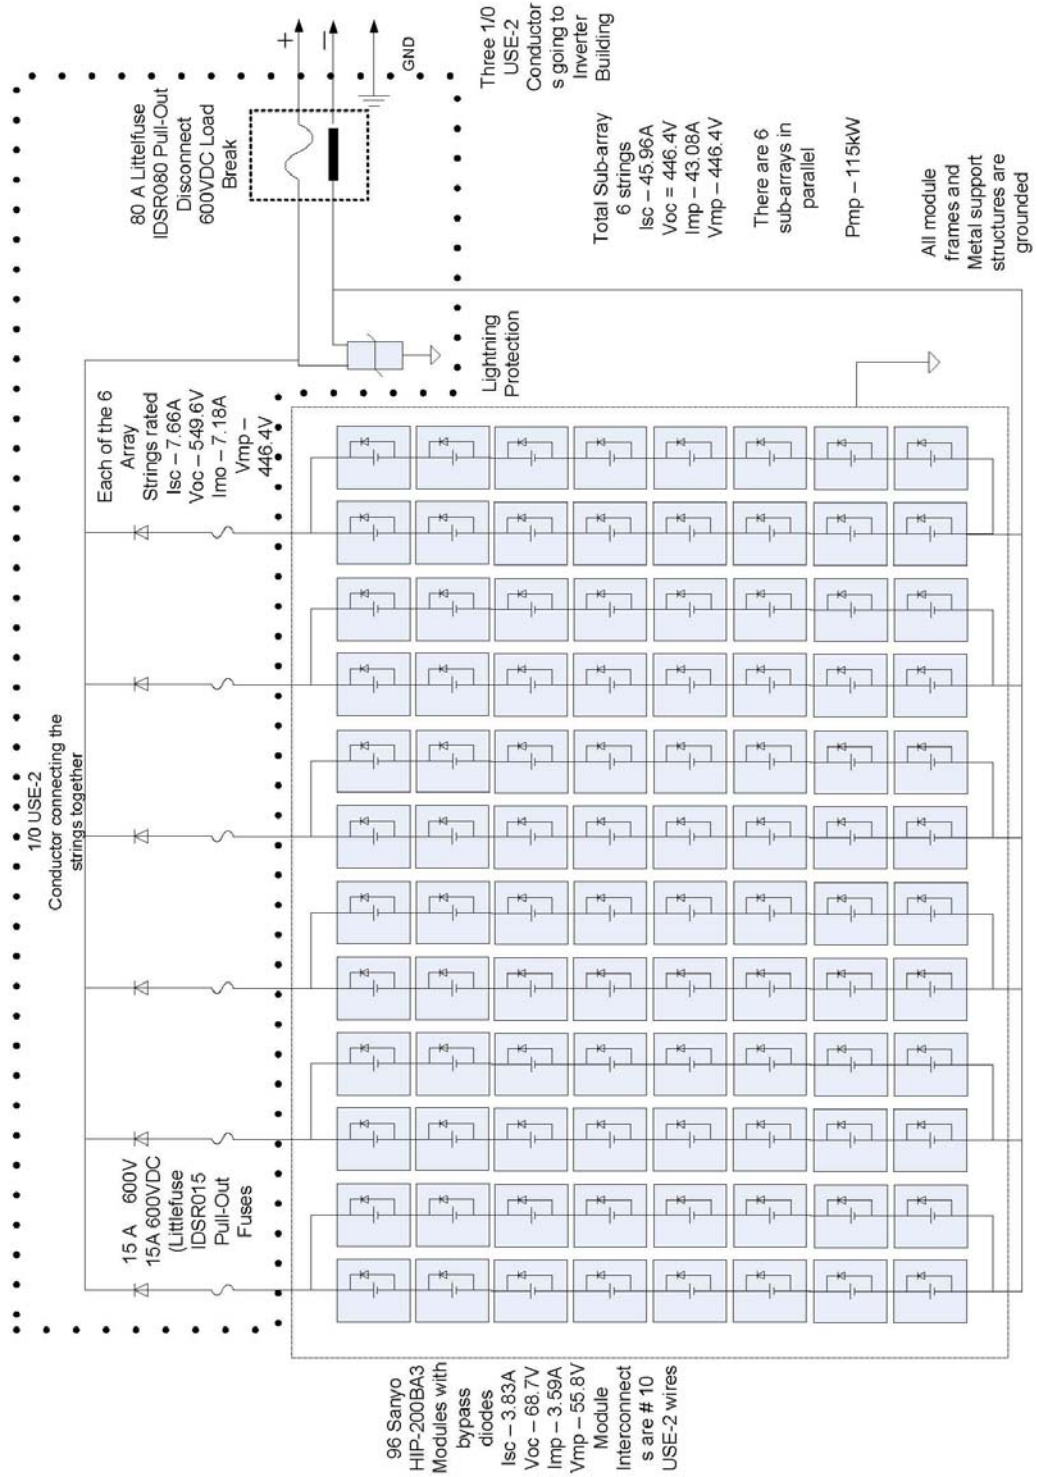 1/0 USE-2
Conductor connecting the
strings together
15 A 600V
15A 600VDC
(Littlefuse
IDSR015
Pull-Out
Fuses
Each of the 6
Array
Strings rated
Isc – 7.66A
Voc – 549.6V
Imo – 7.18A
Vmp –
446.4V
80 A Littelfuse
IDSR080 Pull-Out
Disconnect
600VDC Load
Break
+
–
GND
Three 1/0
USE-2
Conductor
s going to
Inverter
Building
Lightning
Protection
96 Sanyo
HIP-200BA3
Modules with
bypass
diodes
Isc – 3.83A
Voc – 68.7V
Imp – 3.59A
Vmp – 55.8V
Module
Interconnect
s are # 10
USE-2 wires
Total Sub-array
6 strings
Isc – 45.96A
Voc = 446.4V
Imp – 43.08A
Vmp – 446.4V
There are 6
sub-arrays in
parallel
Pmp – 115kW
All module
frames and
Metal support
structures are
grounded